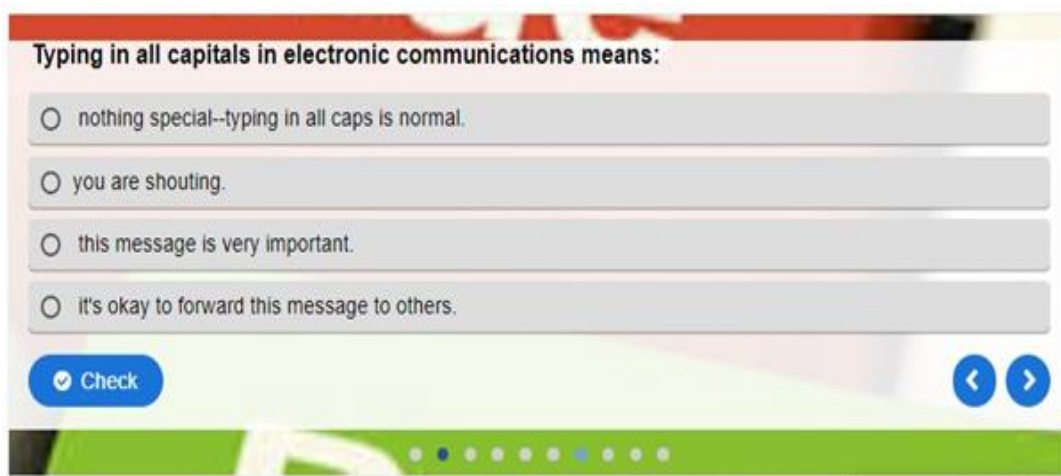 Typing in all capitals in electronic communications means:
nothing special--typing in all caps is normal.
you are shouting.
this message is very important.
it's okay to forward this message to others.
Check